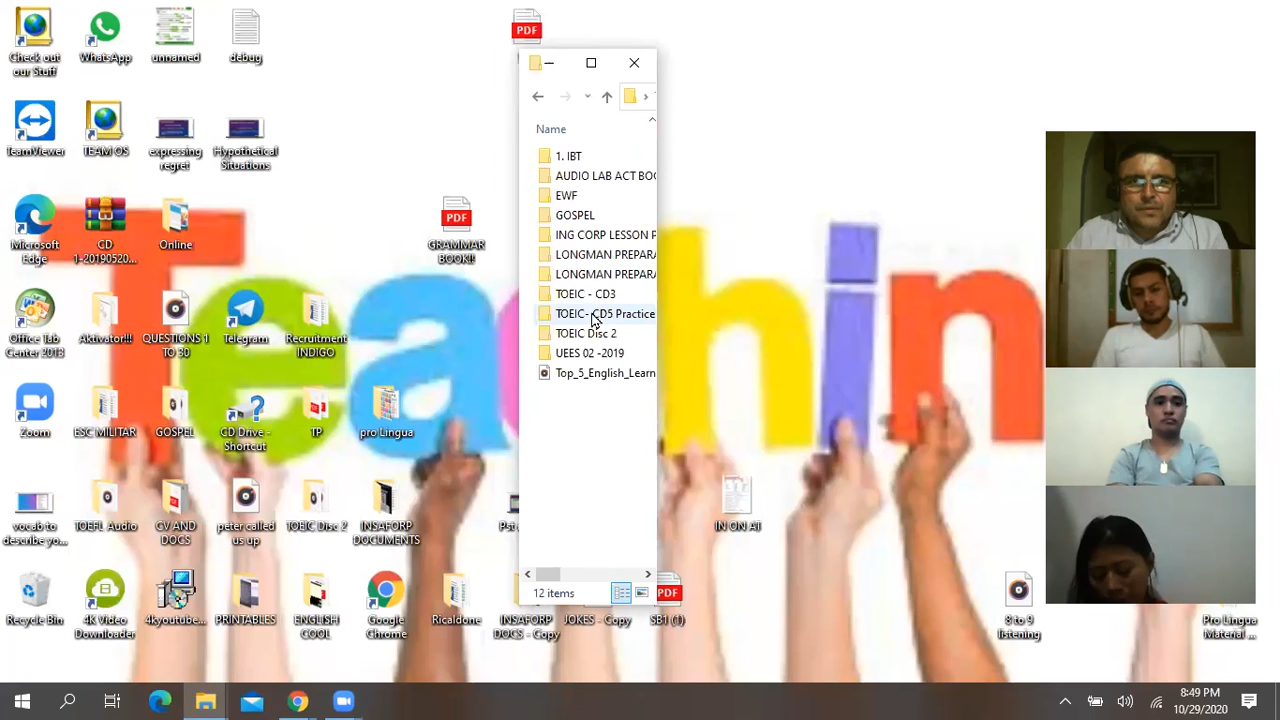 Check out
our Stuff
WhatsApp
unnamed
debug
PDF
TeamViewer
TEAM OS
expressing
regret
Hypothetical
Situations
Microsoft
Edge
CD
1-20190520...
Online
PDF
GRAMMAR
BOOK!!
Office Tab
Center 2013
Aktivator!!!
QUESTIONS 1
TO 30
Telegram
Recruitment
INDIGO
Zoom
ESC MILITAR
GOSPEL
CD Drive -
Shortcut
TP
pro Lingua
vocab to
describe yo...
TOEFL Audio
CV AND
DOCS
peter called
us up
TOEIC Disc 2
INSAFORP
DOCUMENTS
IN ON AT
Recycle Bin
4K Video
Downloader
4kyoutube...
PRINTABLES
ENGLISH
COOL
Google
Chrome
Ricaldone
INSAFORP
DOCS. - Copy
JOKES - Copy
PDF
SB1 (1)
8 to 9
listening
Pro Lingua
Material ...
Name
1. IBT
AUDIO LAB ACT BOO
EWF
GOSPEL
ING CORP LESSON P
LONGMAN PREPARA
LONGMAN PREPARA
TOEIC - CD3
TOEIC- CD5 Practice
TOEIC Disc 2
UEES 02 -2019
Top_5_English_Learn
12 items
Teachin
8:49 PM
10/29/2020